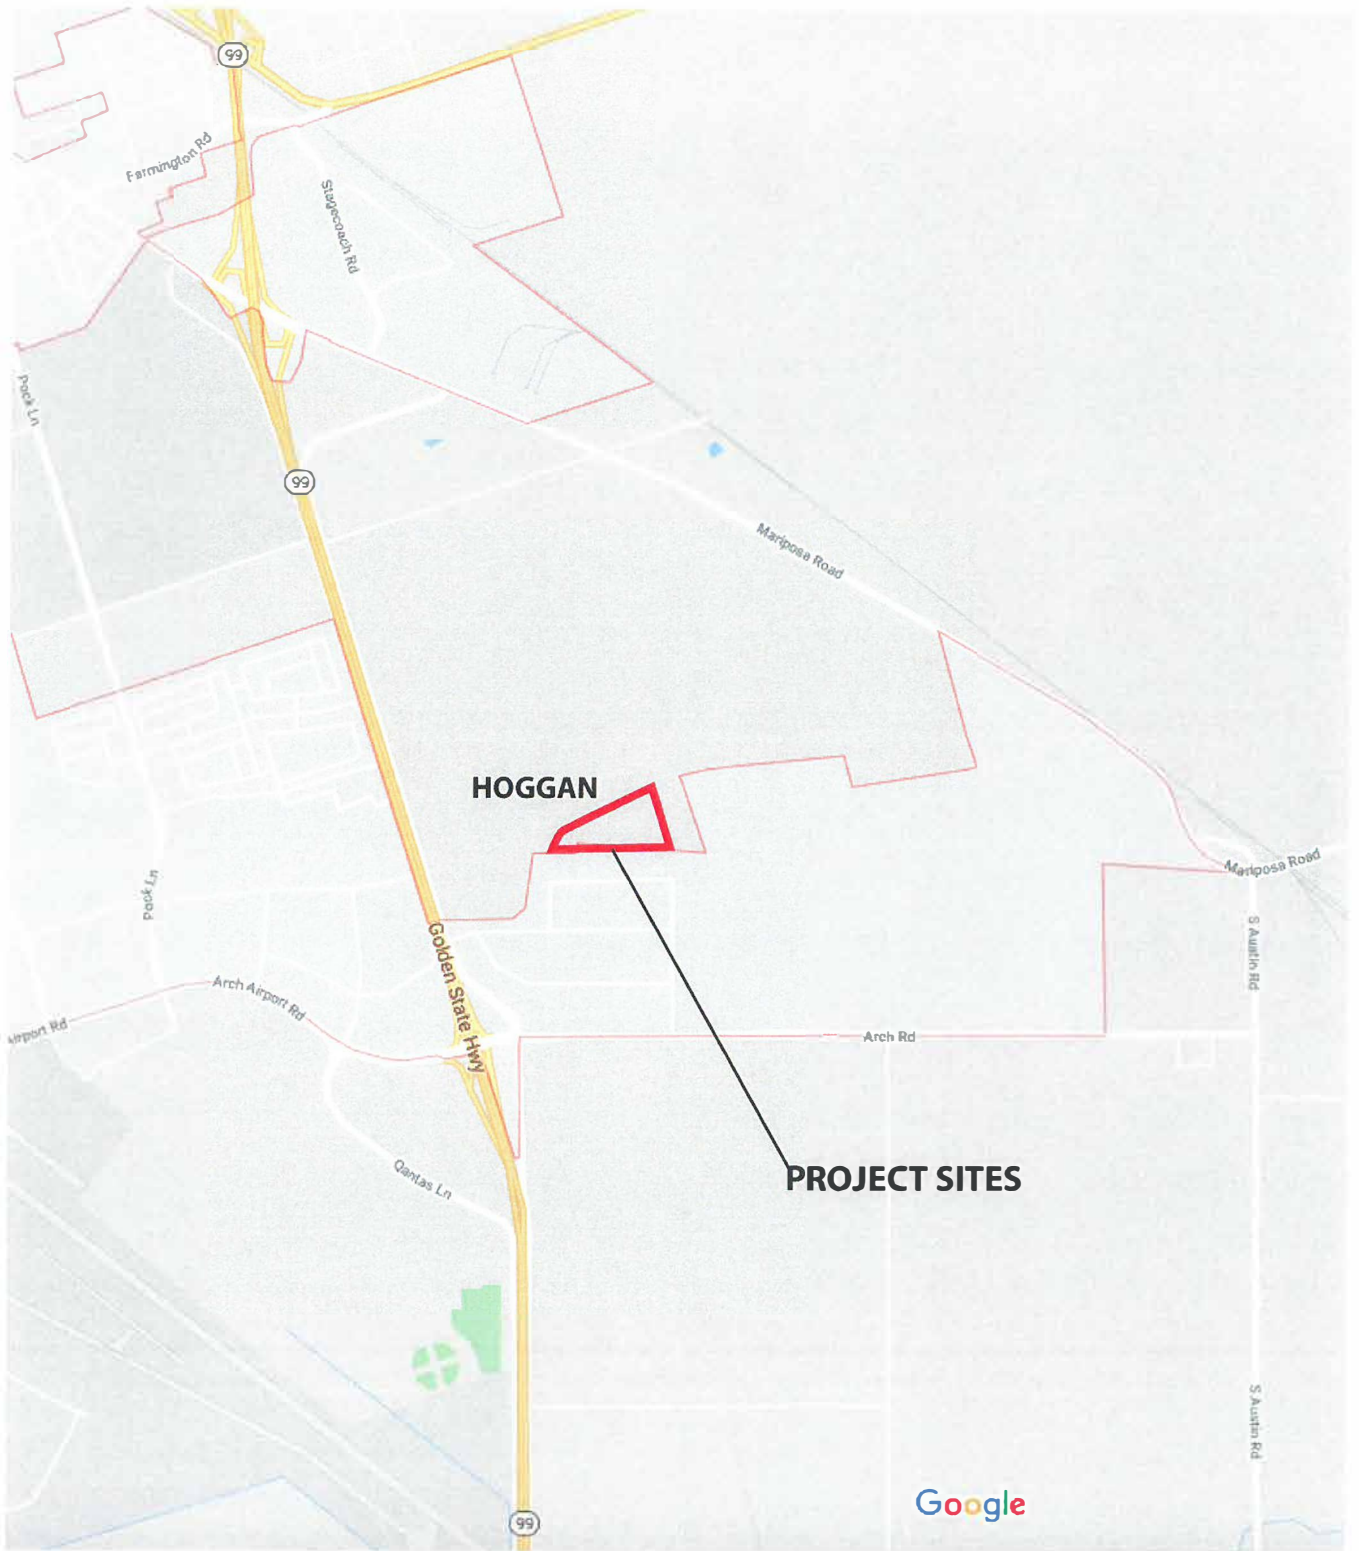 99
Farmington Rd
Stagecoach Rd
Pock Ln
99
Mariposa Road
HOGGAN
Mariposa Road
Pock Ln
S Austin Rd
Golden State Hwy
Arch Airport Rd
Airport Rd
Arch Rd
PROJECT SITES
Qantas Ln
S Austin Rd
Google
99